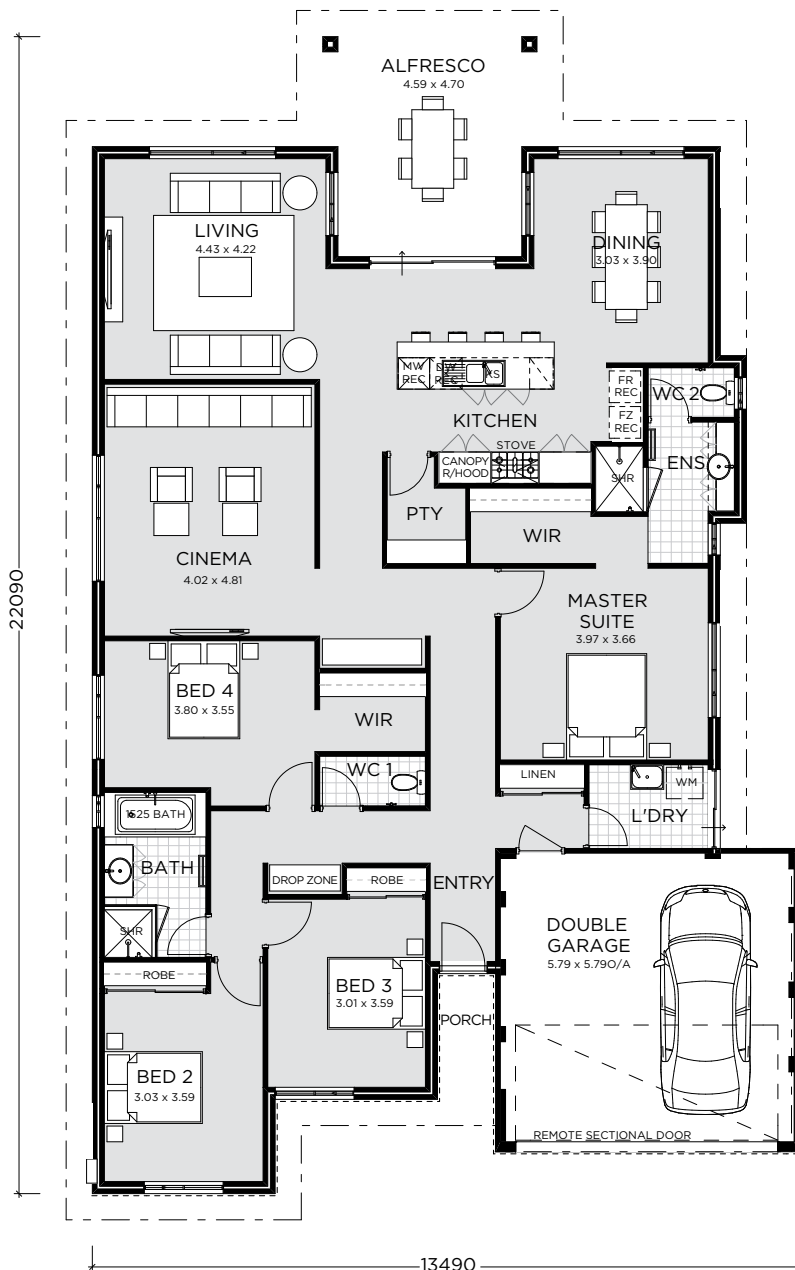 ALFRESCO
4.59 x 4.70
LIVING
4.43 x 4.22
DINING
3.03 x 3.90
MW
REC
DW
REC
KS
FR
REC
FZ
REC
WC 2
KITCHEN
STOVE
CANOPY
R/HOOD
SHR
ENS
PTY
WIR
CINEMA
4.02 x 4.81
MASTER
SUITE
3.97 x 3.66
22090
BED 4
3.80 x 3.55
WIR
WC 1
LINEN
WM
L'DRY
1525 BATH
BATH
SHR
DROP ZONE
ROBE
ENTRY
DOUBLE
GARAGE
5.79 x 5.79O/A
ROBE
BED 3
3.01 x 3.59
PORCH
BED 2
3.03 x 3.59
REMOTE SECTIONAL DOOR
13490